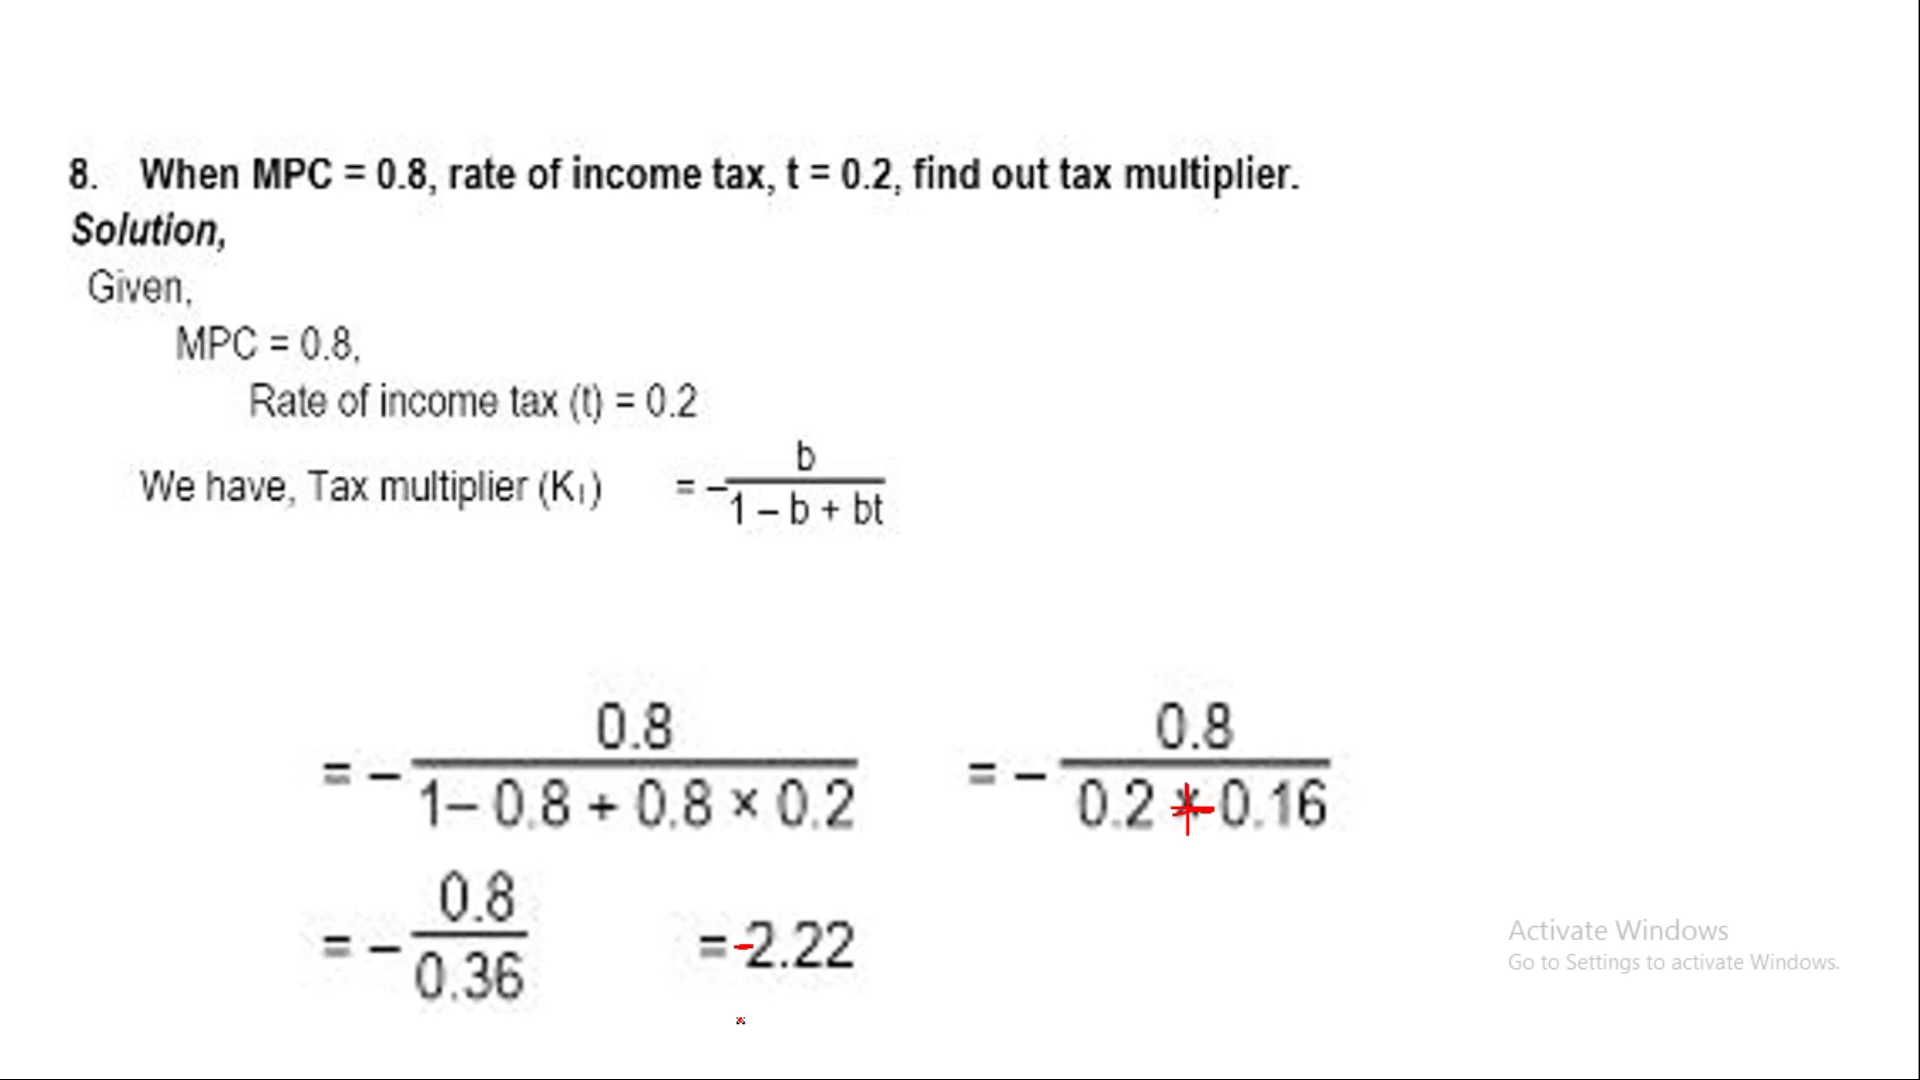 8. When MPC = 0.8, rate of income tax, t = 0.2, find out tax multiplier.
Solution,
Given,
MPC = 0.8,
Rate of income tax (t) = 0.2
We have, Tax multiplier (Kₜ) = – b / 1 – b + bt
= – 0.8 / 1– 0.8 + 0.8 × 0.2 = – 0.8 / 0.2 + 0.16
= – 0.8 / 0.36 = -2.22
Activate Windows
Go to Settings to activate Windows.